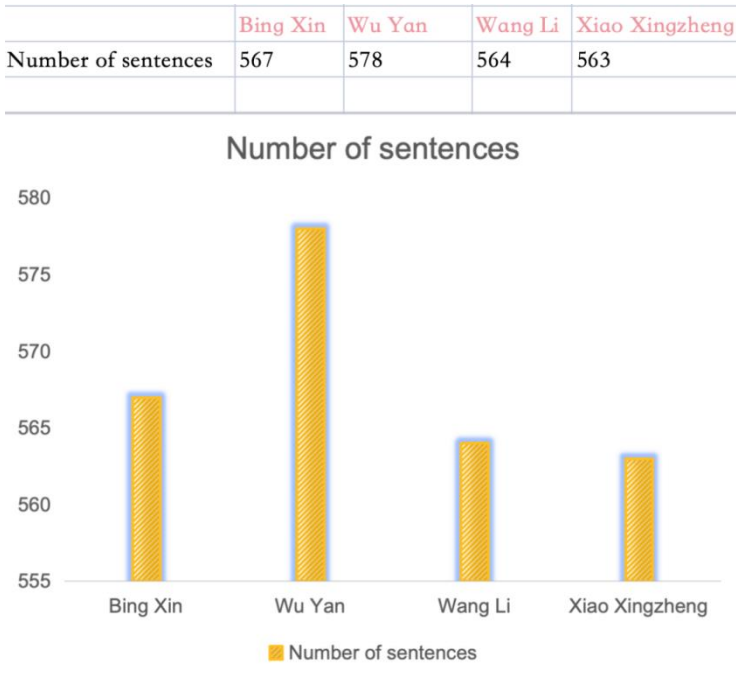 Bing Xin Wu Yan Wang Li Xiao Xingzheng
Number of sentences 567 578 564 563
Number of sentences
580
575
570
565
560
555
Bing Xin Wu Yan Wang Li Xiao Xingzheng
Number of sentences